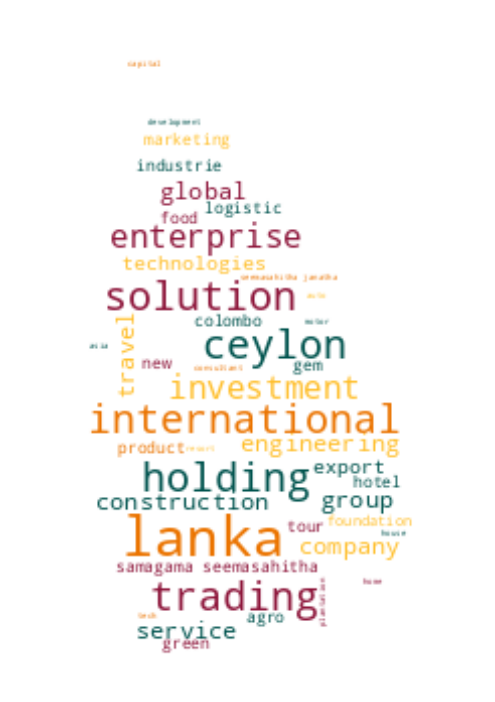 capital
development
marketing
industrie
global
logistic
food
enterprise
technologies
seemasahitha janatha
solution
auto
travel
colombo
motor
asia
ceylon
new
consultant
gem
investment
international
product
resort
engineering
holding
export
hotel
construction
group
lanka
tour
foundation
house
company
samagama seemasahitha
home
trading
plantation
tech
agro
service
green